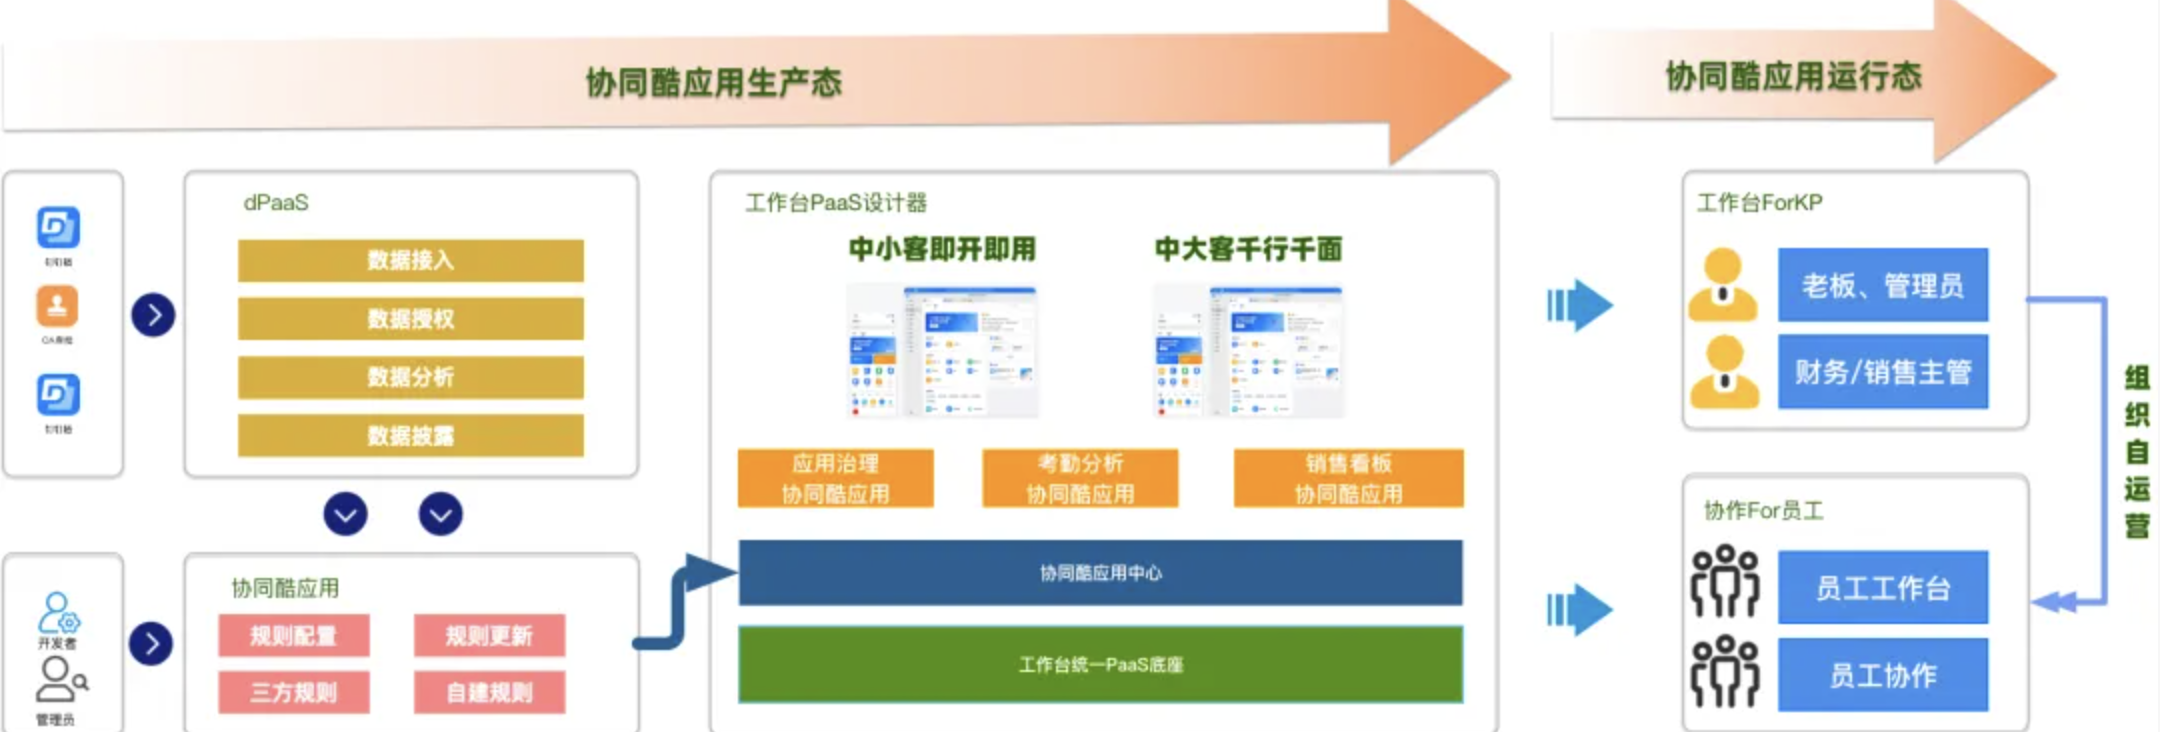 协同酷应用生产态
协同酷应用运行态
dPaaS
数据接入
数据授权
数据分析
数据披露
开发者
管理员
协同酷应用
规则配置
规则更新
三方规则
自建规则
工作台PaaS设计器
中小客即开即用
中大客千行千面
应用治理
协同酷应用
考勤分析
协同酷应用
销售看板
协同酷应用
协同酷应用中心
工作台统一PaaS底座
工作台ForKP
老板、管理员
财务/销售主管
协作For员工
员工工作台
员工协作
组织自运营